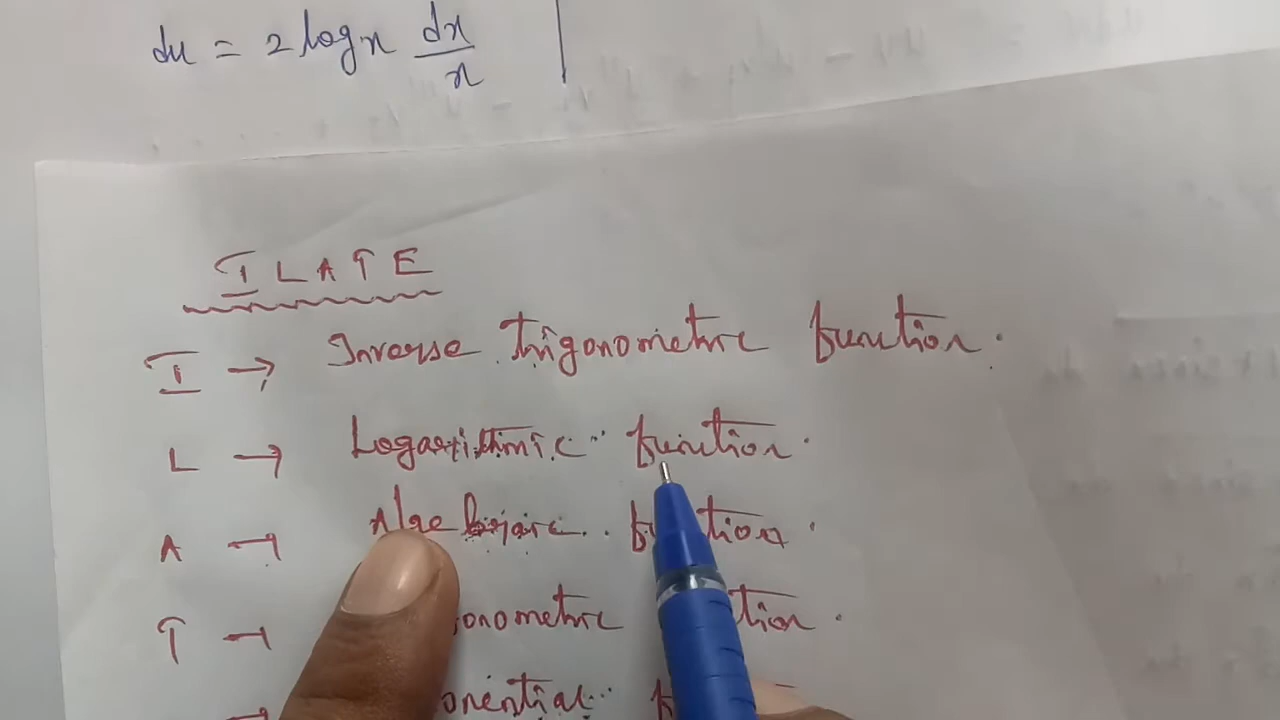 du = 2 log x dx/x
ILATE
I → Inverse Trigonometric function.
L → Logarithmic function.
A → Algebraic function.
T → function.